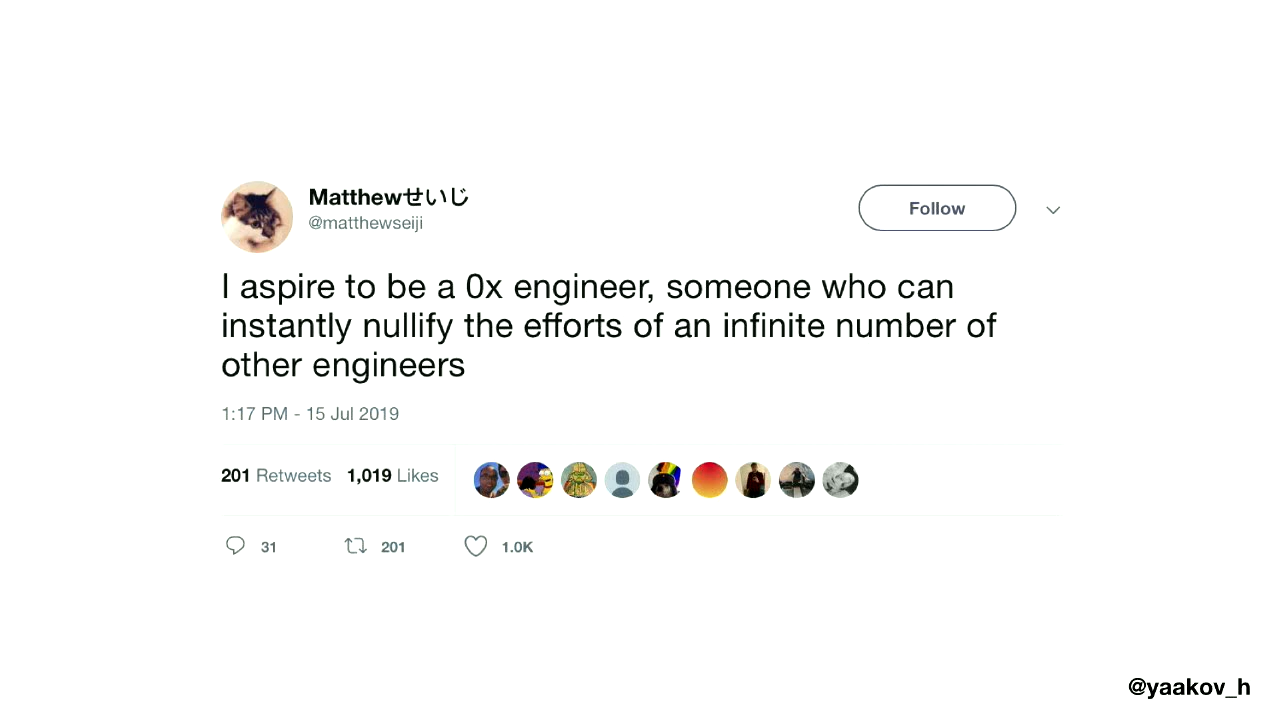 Matthewせいじ
@matthewseiji
Follow
I aspire to be a 0x engineer, someone who can
instantly nullify the efforts of an infinite number of
other engineers
1:17 PM - 15 Jul 2019
201 Retweets 1,019 Likes
31 201 1.0K
@yaakov_h